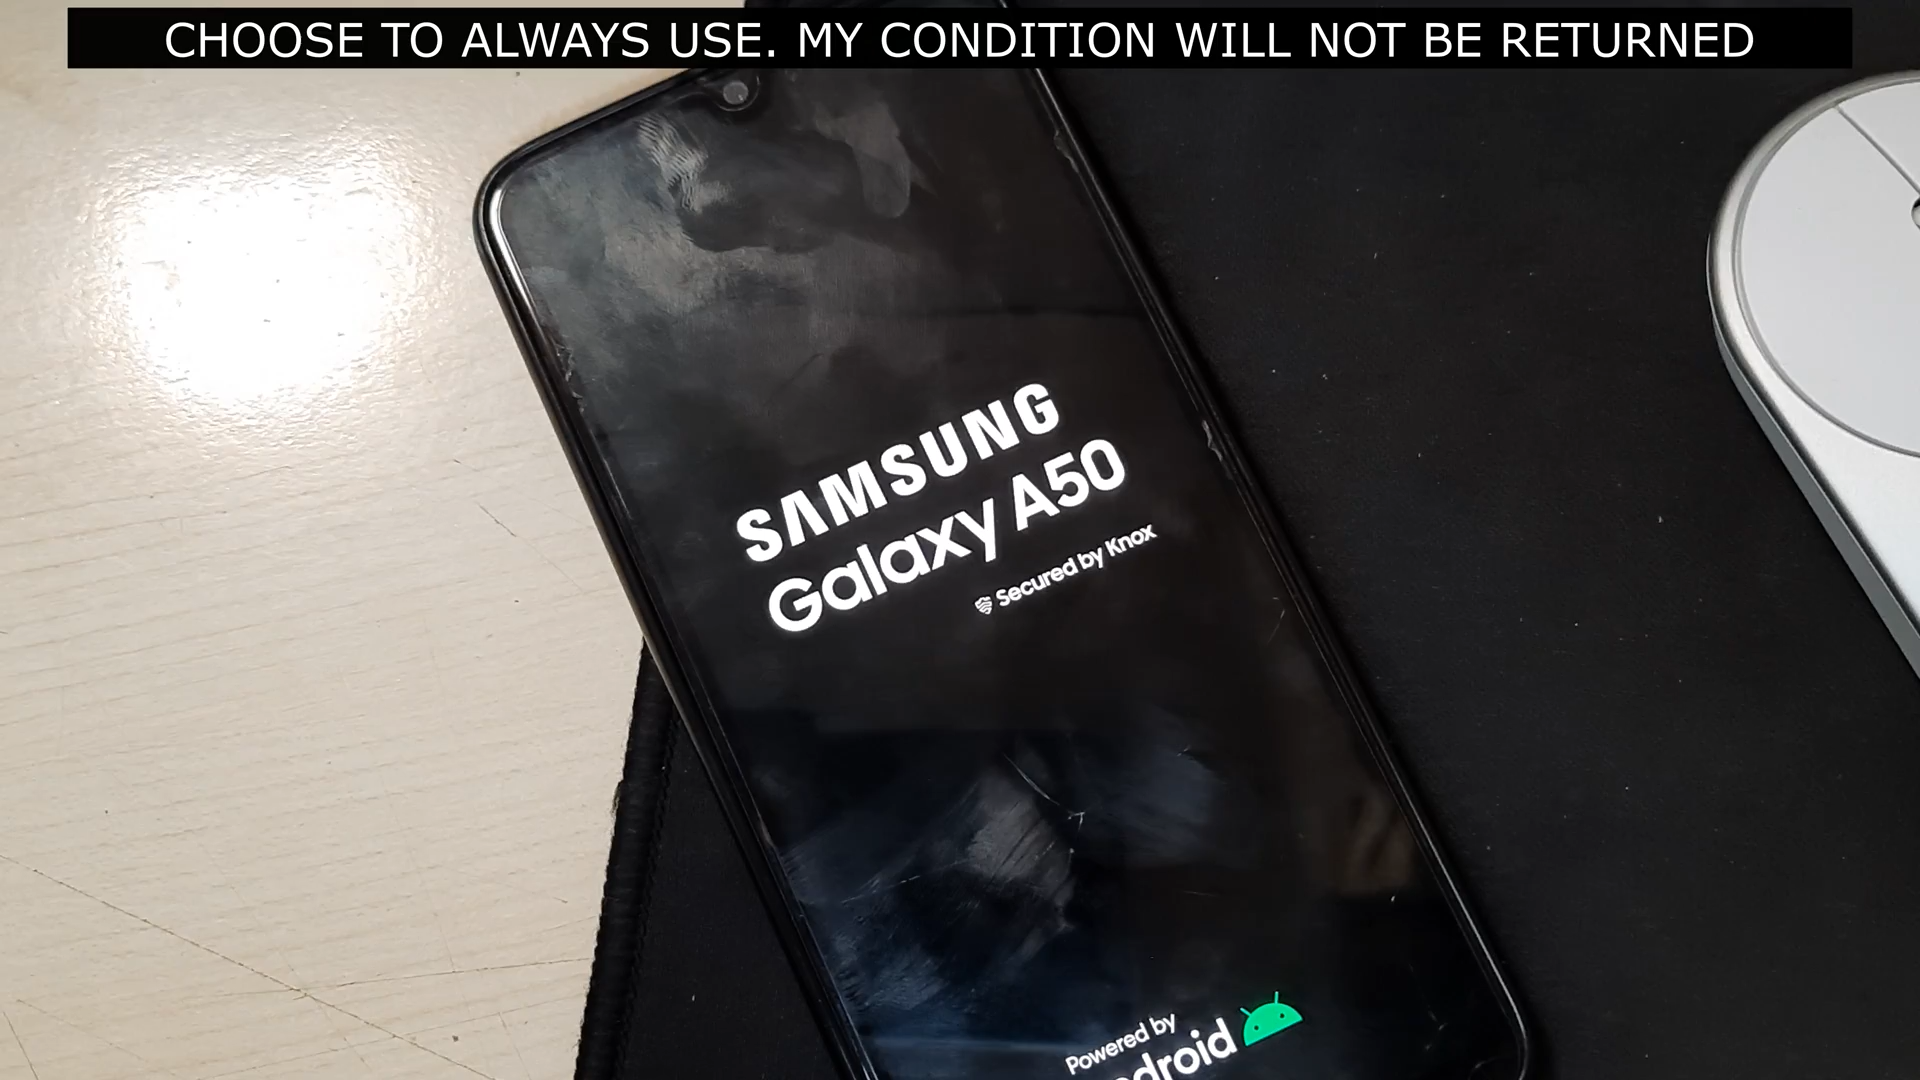 CHOOSE TO ALWAYS USE. MY CONDITION WILL NOT BE RETURNED
SAMSUNG
Galaxy A50
Secured by Knox
Powered by